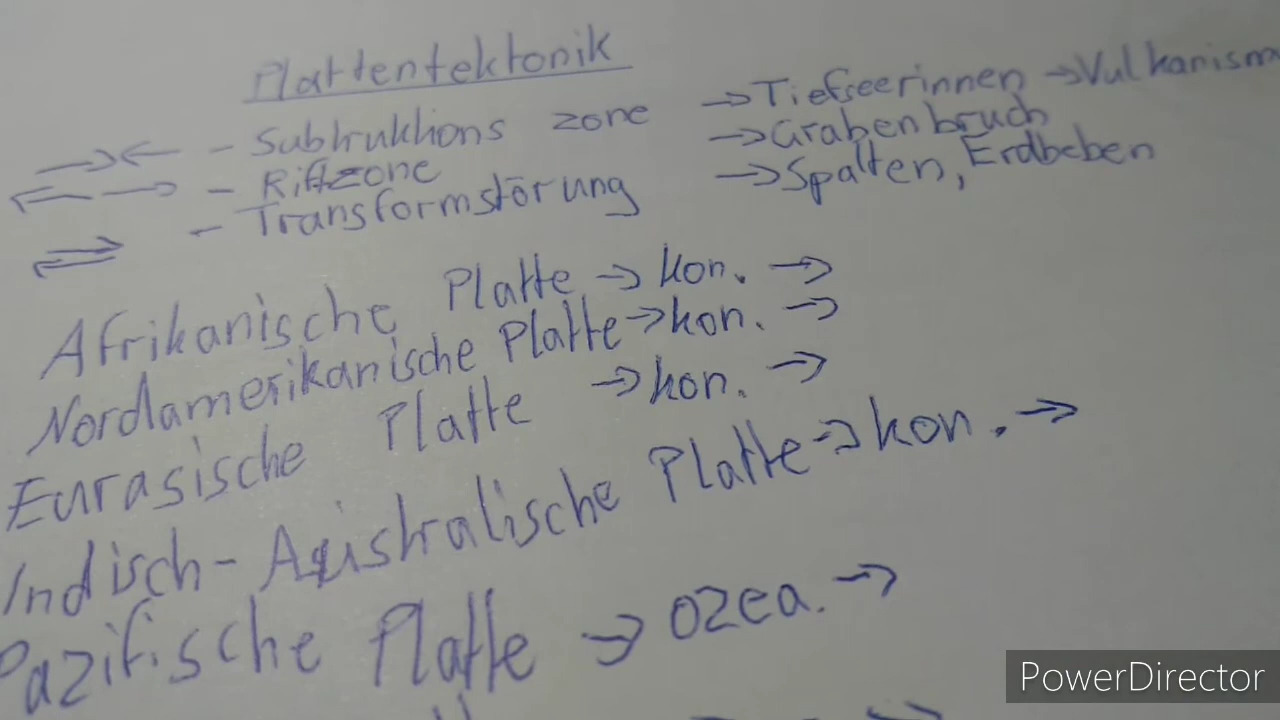 Plattentektonik
→← - Subtruktions zone → Tiefseerinnen → Vulkanism
← → - Riftzone → Grabenbruch
⇌ - Transformstörung → Spalten, Erdbeben
Afrikanische Platte → kon. →
Nordamerikanische Platte → kon. →
Eurasische Platte → kon. →
Indisch-Australische Platte → kon. →
Pazifische Platte → ozea. →
PowerDirector